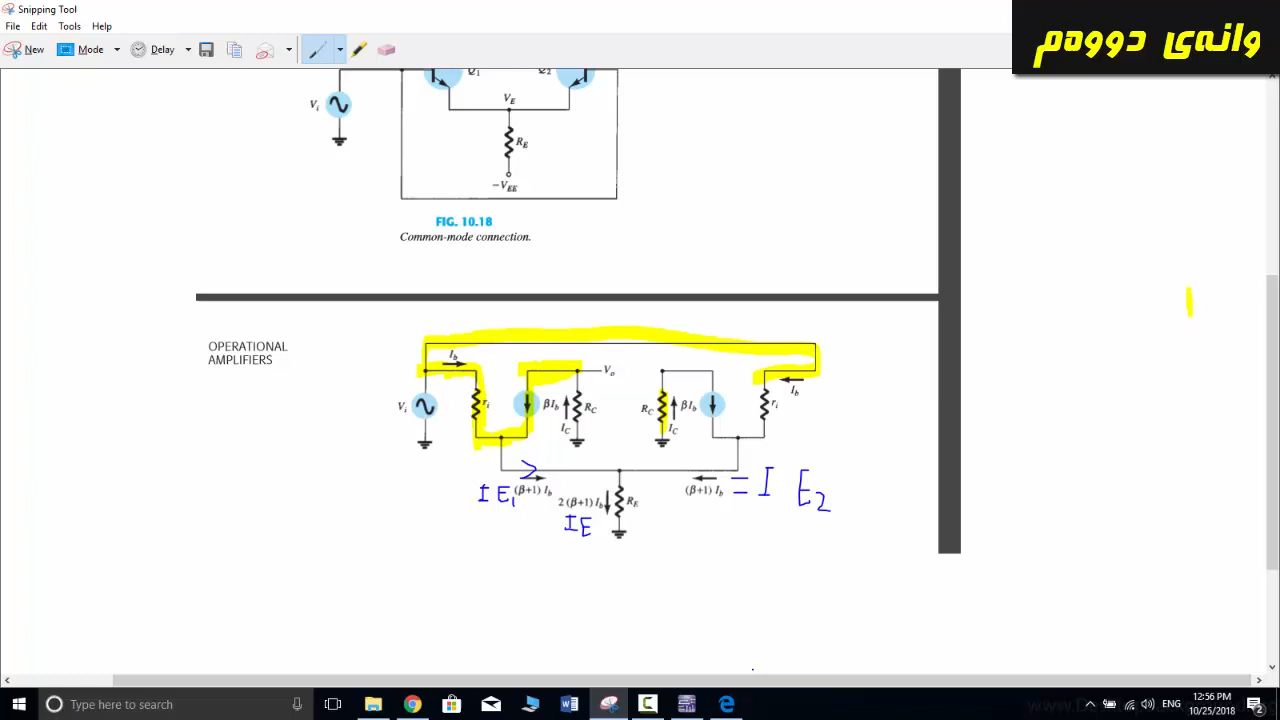 Snipping Tool
File Edit Tools Help
New Mode Delay
وانەی دووەم
Q1 Q2
Vi
VE
RE
−VEE
FIG. 10.18
Common-mode connection.
OPERATIONAL
AMPLIFIERS
Ib
Vo
Ib
Vi ri βIb RC RC βIb ri
IC IC
IE1 (β+1) Ib (β+1) Ib = I E2
2 (β+1) Ib RE
IE
Type here to search
ENG
12:56 PM
10/25/2018
2